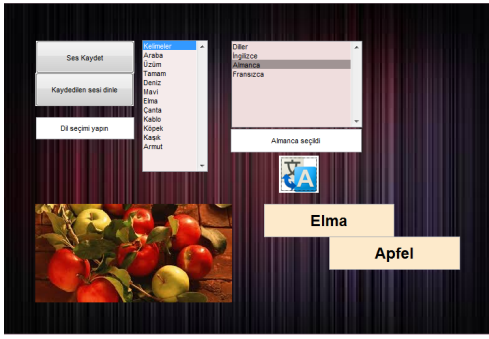 Ses Kaydet
Kaydedilen sesi dinle
Dil seçimi yapın
Kelimeler
Araba
Üzüm
Tamam
Deniz
Mavi
Elma
Çanta
Kablo
Köpek
Kaşık
Armut
Diller
İngilizce
Almanca
Fransızca
Almanca seçildi
文
A
Elma
Apfel